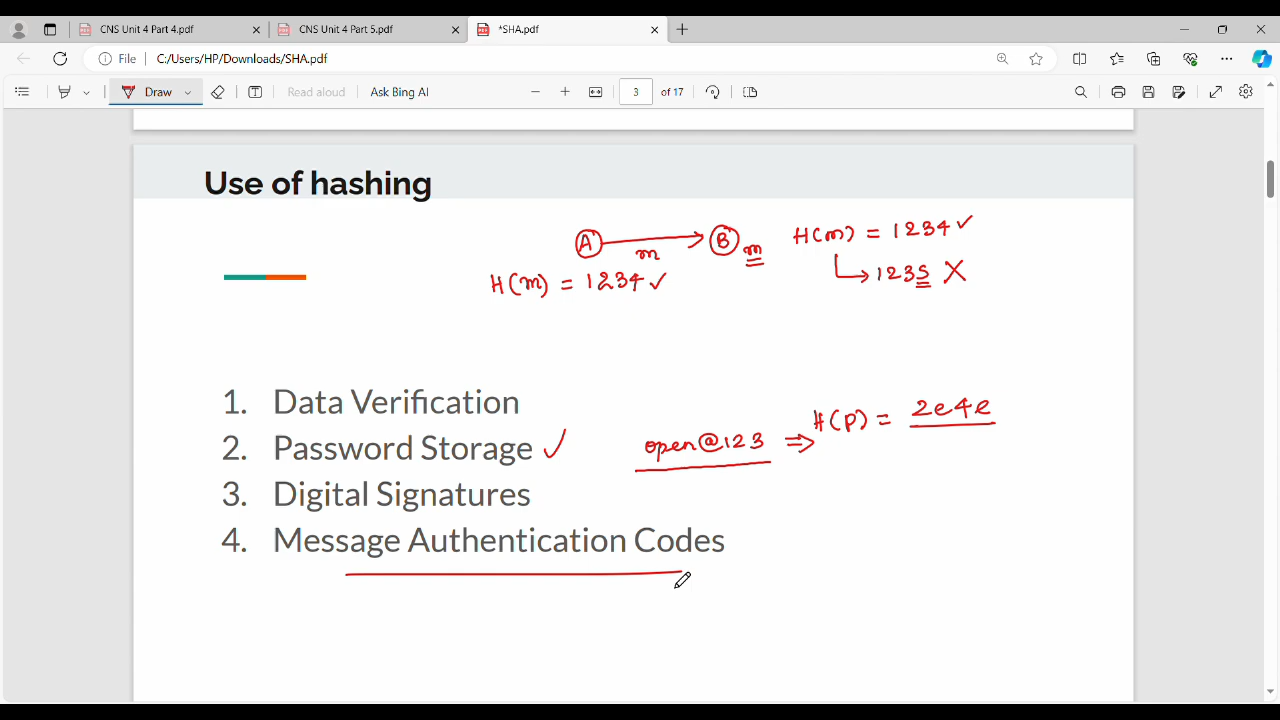 CNS Unit 4 Part 4.pdf
CNS Unit 4 Part 5.pdf
*SHA.pdf
File
C:/Users/HP/Downloads/SHA.pdf
Draw
Read aloud
Ask Bing AI
3
of 17
Use of hashing
A B
m
m
H(m) = 1234 ✓
H(m) = 1234 ✓
1235 X
1. Data Verification
2. Password Storage ✓
open@123 ⇒ H(p) = 2e4e
3. Digital Signatures
4. Message Authentication Codes